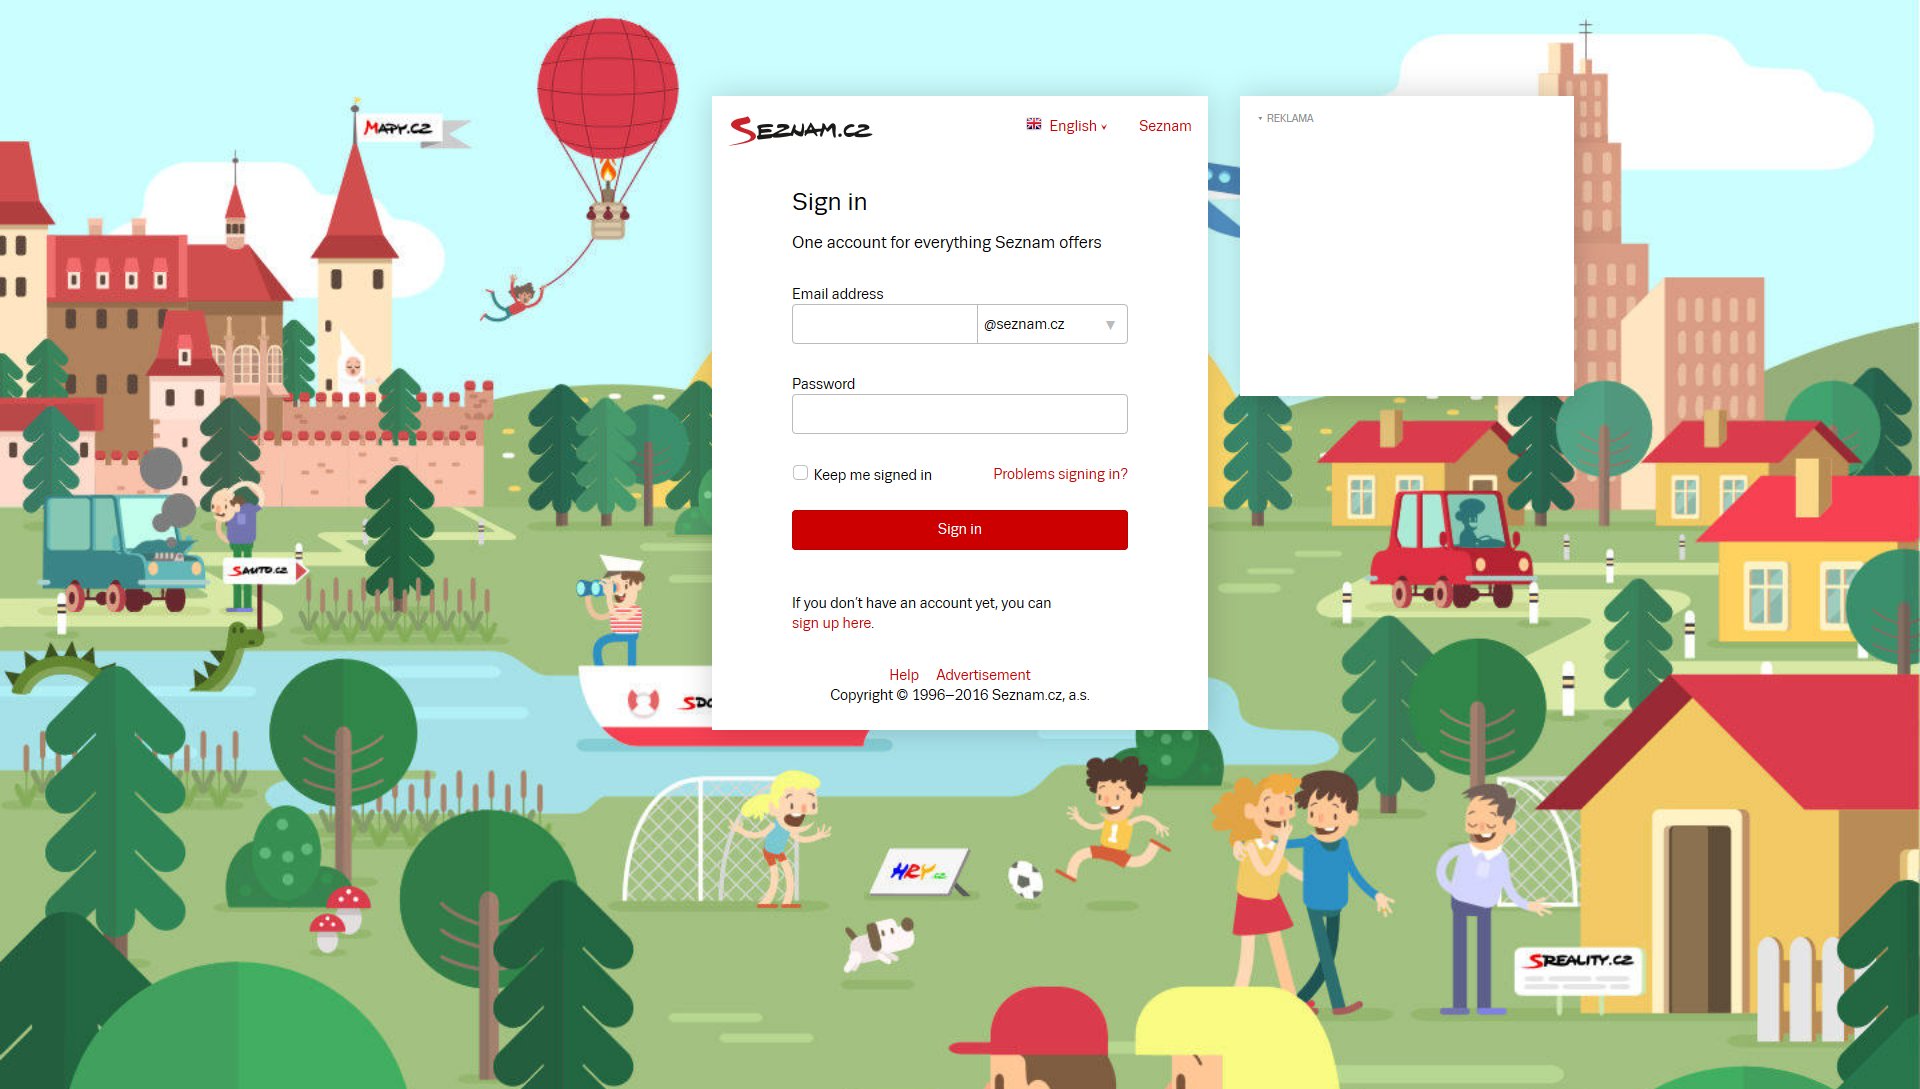 MAPY.CZ
SEZNAM.CZ
English
Seznam
REKLAMA
Sign in
One account for everything Seznam offers
Email address
@seznam.cz
Password
Keep me signed in
Problems signing in?
Sign in
SAUTO.CZ
If you don't have an account yet, you can
sign up here.
Help
Advertisement
Copyright © 1996–2016 Seznam.cz, a.s.
HRY.cz
1
SREALITY.CZ